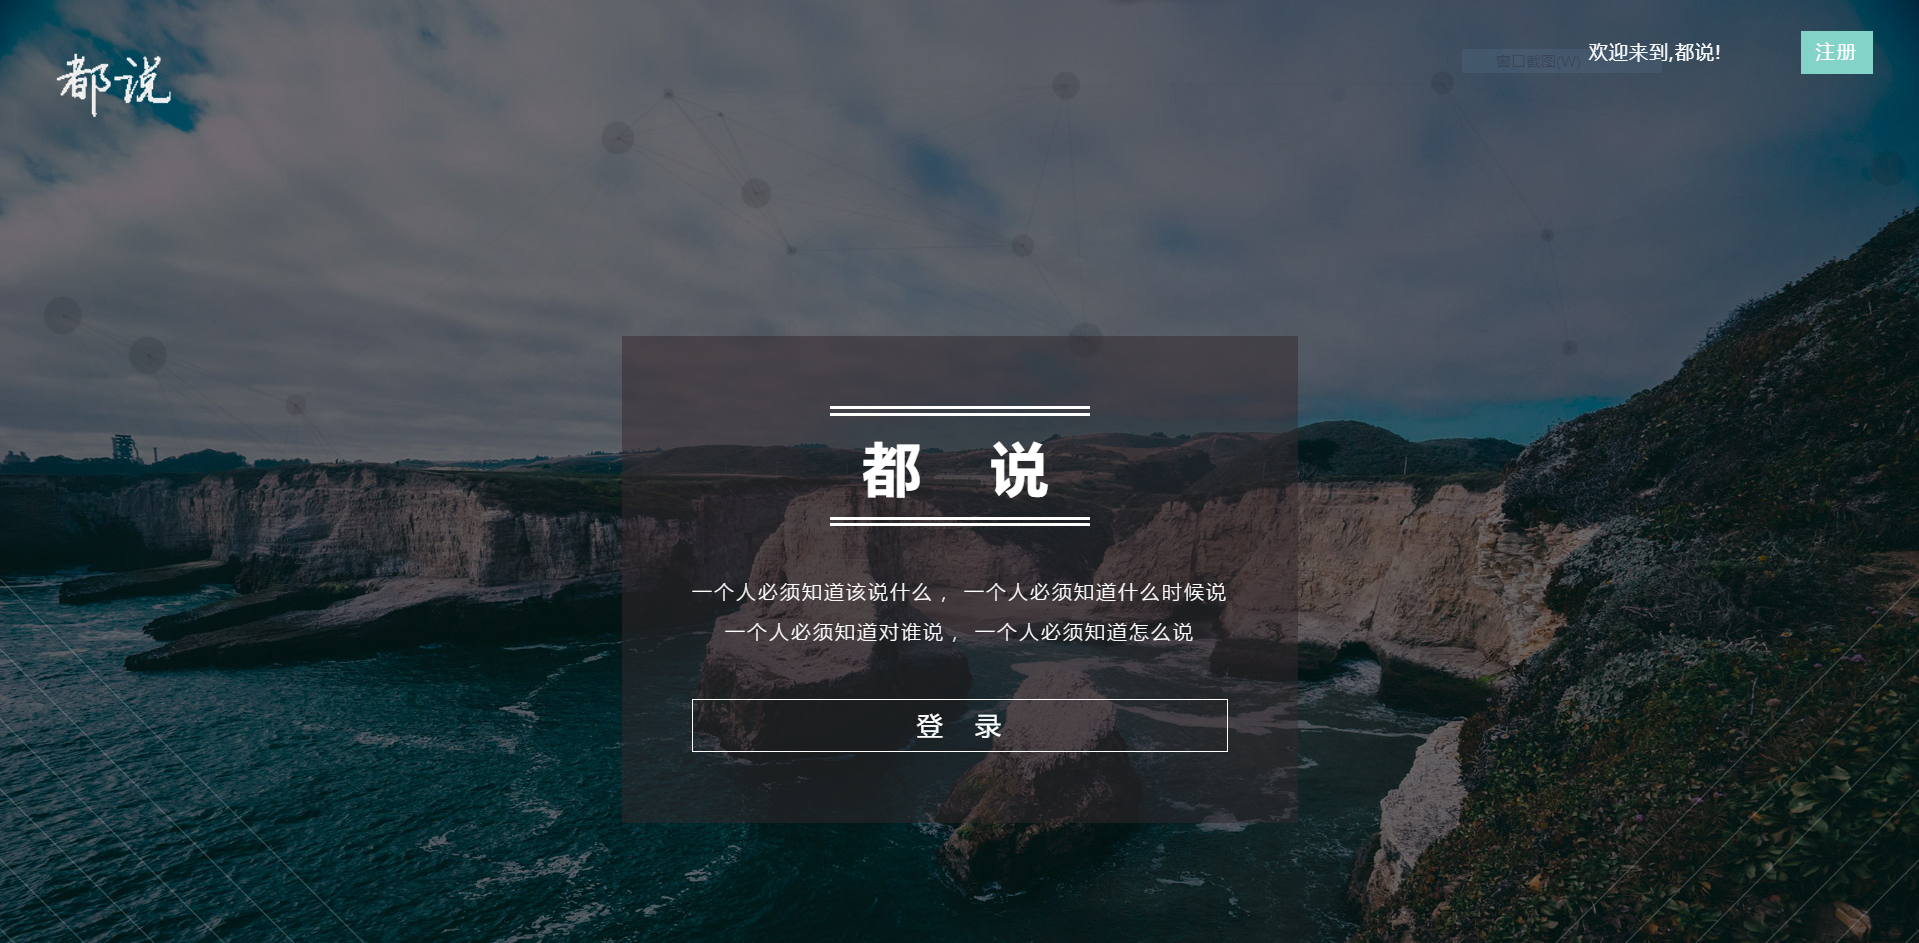 都说
窗口截图(W)
欢迎来到,都说!
注册
都 说
一个人必须知道该说什么， 一个人必须知道什么时候说
一个人必须知道对谁说， 一个人必须知道怎么说
登 录